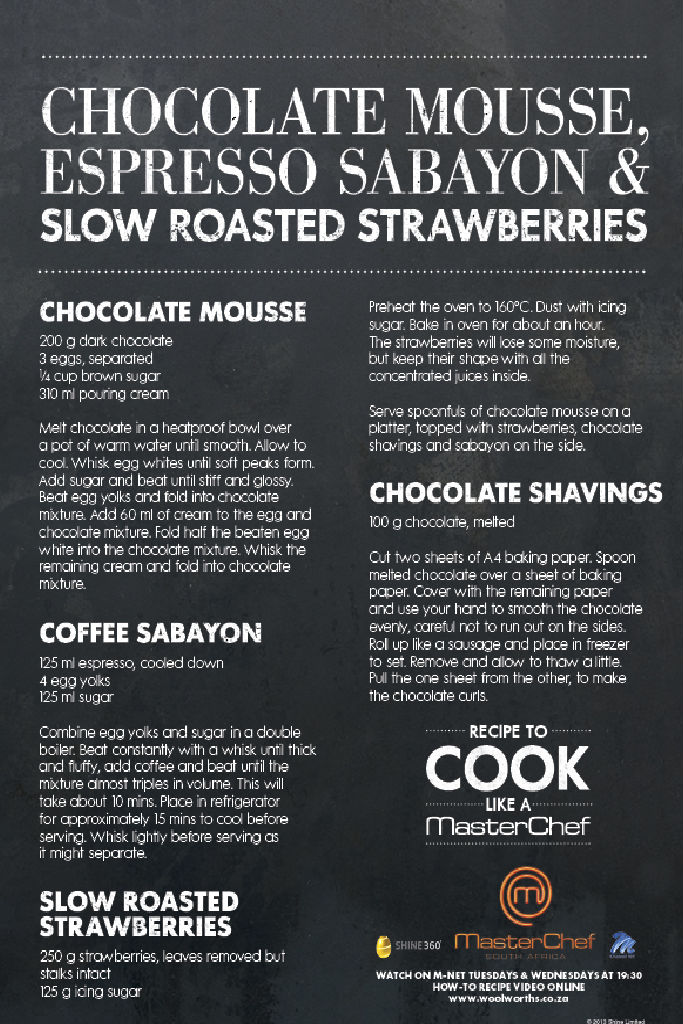 CHOCOLATE MOUSSE,
ESPRESSO SABAYON &
SLOW ROASTED STRAWBERRIES
CHOCOLATE MOUSSE
200 g dark chocolate
3 eggs, separated
¼ cup brown sugar
310 ml pouring cream
Melt chocolate in a heatproof bowl over
a pot of warm water until smooth. Allow to
cool. Whisk egg whites until soft peaks form.
Add sugar and beat until stiff and glossy.
Beat egg yolks and fold into chocolate
mixture. Add 60 ml of cream to the egg and
chocolate mixture. Fold half the beaten egg
white into the chocolate mixture. Whisk the
remaining cream and fold into chocolate
mixture.
COFFEE SABAYON
125 ml espresso, cooled down
4 egg yolks
125 ml sugar
Combine egg yolks and sugar in a double
boiler. Beat constantly with a whisk until thick
and fluffy, add coffee and beat until the
mixture almost triples in volume. This will
take about 10 mins. Place in refrigerator
for approximately 15 mins to cool before
serving. Whisk lightly before serving as
it might separate.
SLOW ROASTED
STRAWBERRIES
250 g strawberries, leaves removed but
stalks intact
125 g icing sugar
Preheat the oven to 160°C. Dust with icing
sugar. Bake in oven for about an hour.
The strawberries will lose some moisture,
but keep their shape with all the
concentrated juices inside.
Serve spoonfuls of chocolate mousse on a
platter, topped with strawberries, chocolate
shavings and sabayon on the side.
CHOCOLATE SHAVINGS
100 g chocolate, melted
Cut two sheets of A4 baking paper. Spoon
melted chocolate over a sheet of baking
paper. Cover with the remaining paper
and use your hand to smooth the chocolate
evenly, careful not to run out on the sides.
Roll up like a sausage and place in freezer
to set. Remove and allow to thaw a little.
Pull the one sheet from the other, to make
the chocolate curls.
RECIPE TO
COOK
LIKE A
MasterChef
SHINE 360°
MasterChef
SOUTH AFRICA
WATCH ON M-NET TUESDAYS & WEDNESDAYS AT 19:30
HOW-TO RECIPE VIDEO ONLINE
www.woolworths.co.za
© 2013 Shine Limited